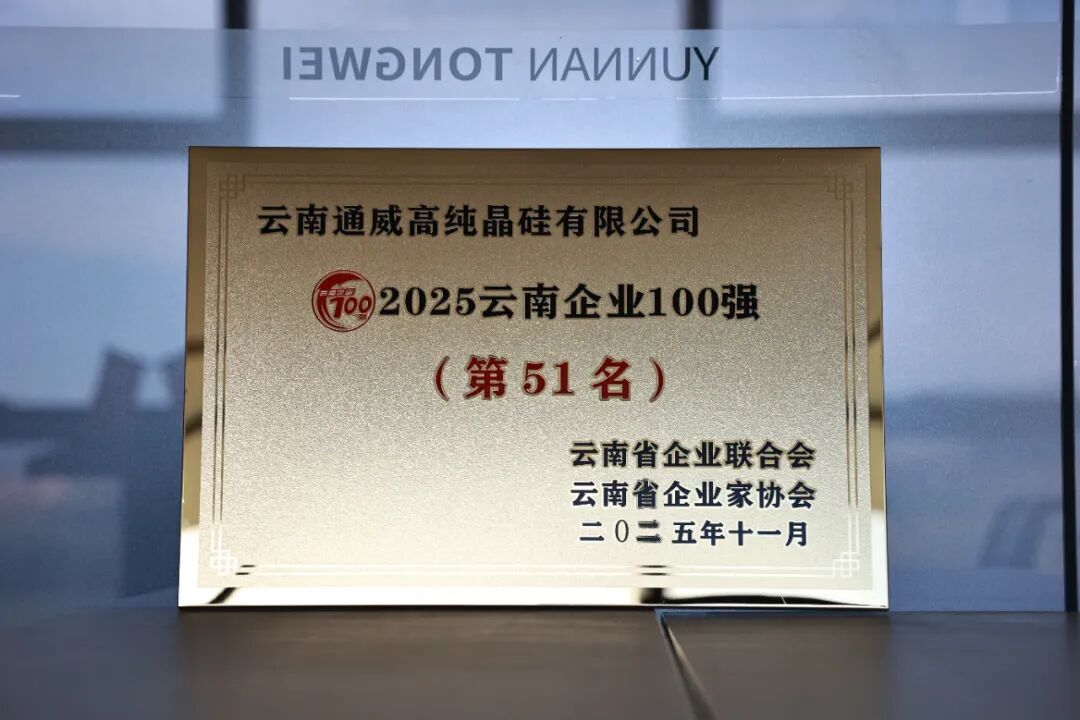 YUNNAN TONGWEI
云南通威高纯晶硅有限公司
100 2025云南企业100强
（第51名）
云南省企业联合会
云南省企业家协会
二0二五年十一月